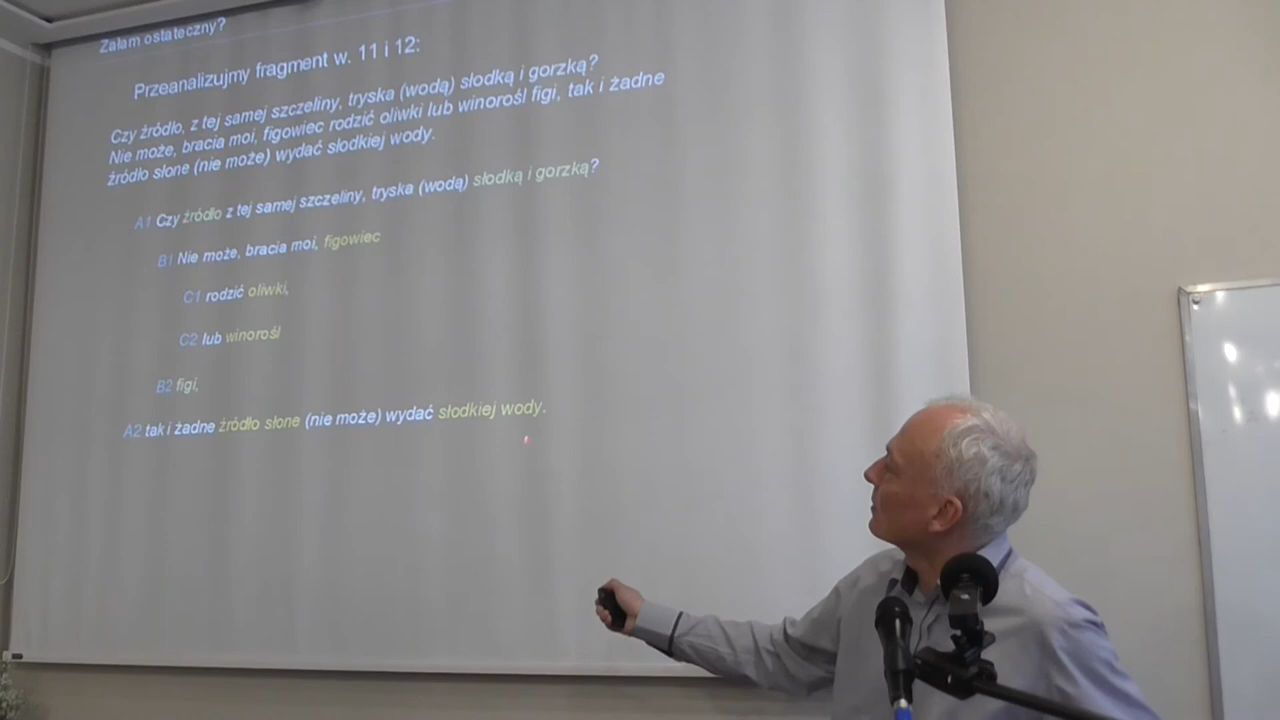 Załam ostateczny?
Przeanalizujmy fragment w. 11 i 12:
Czy źródło, z tej samej szczeliny, tryska (wodą) słodką i gorzką?
Nie może, bracia moi, figowiec rodzić oliwki lub winorośl figi, tak i żadne
źródło słone (nie może) wydać słodkiej wody.
A1 Czy źródło z tej samej szczeliny, tryska (wodą) słodką i gorzką?
B1 Nie może, bracia moi, figowiec
C1 rodzić oliwki,
C2 lub winorośl
B2 figi,
A2 tak i żadne źródło słone (nie może) wydać słodkiej wody.